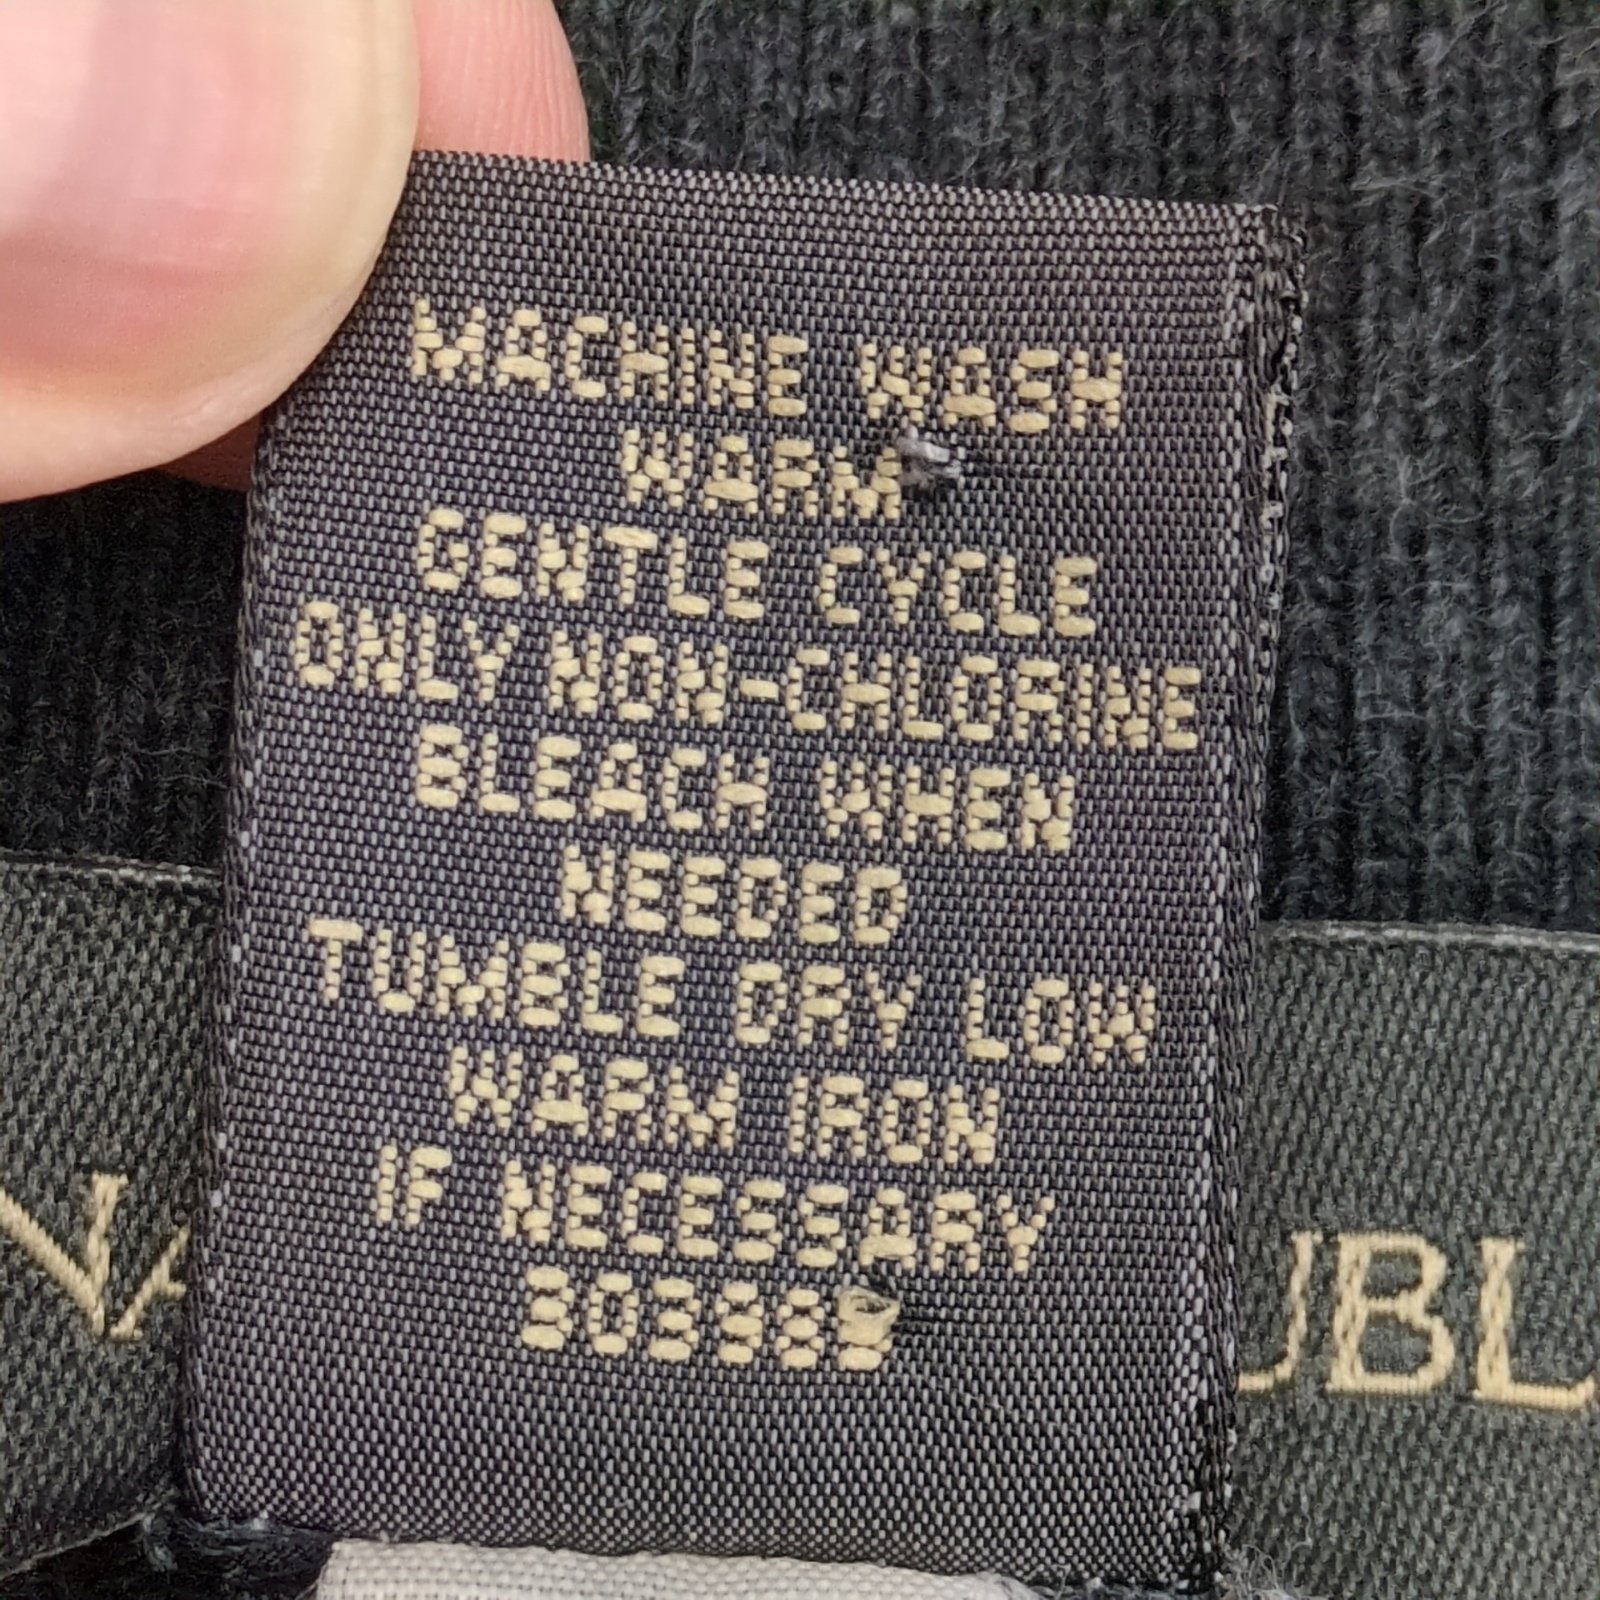 MACHINE WASH
WARM
GENTLE CYCLE
ONLY NON-CHLORINE
BLEACH WHEN
NEEDED
TUMBLE DRY LOW
WARM IRON
IF NECESSARY